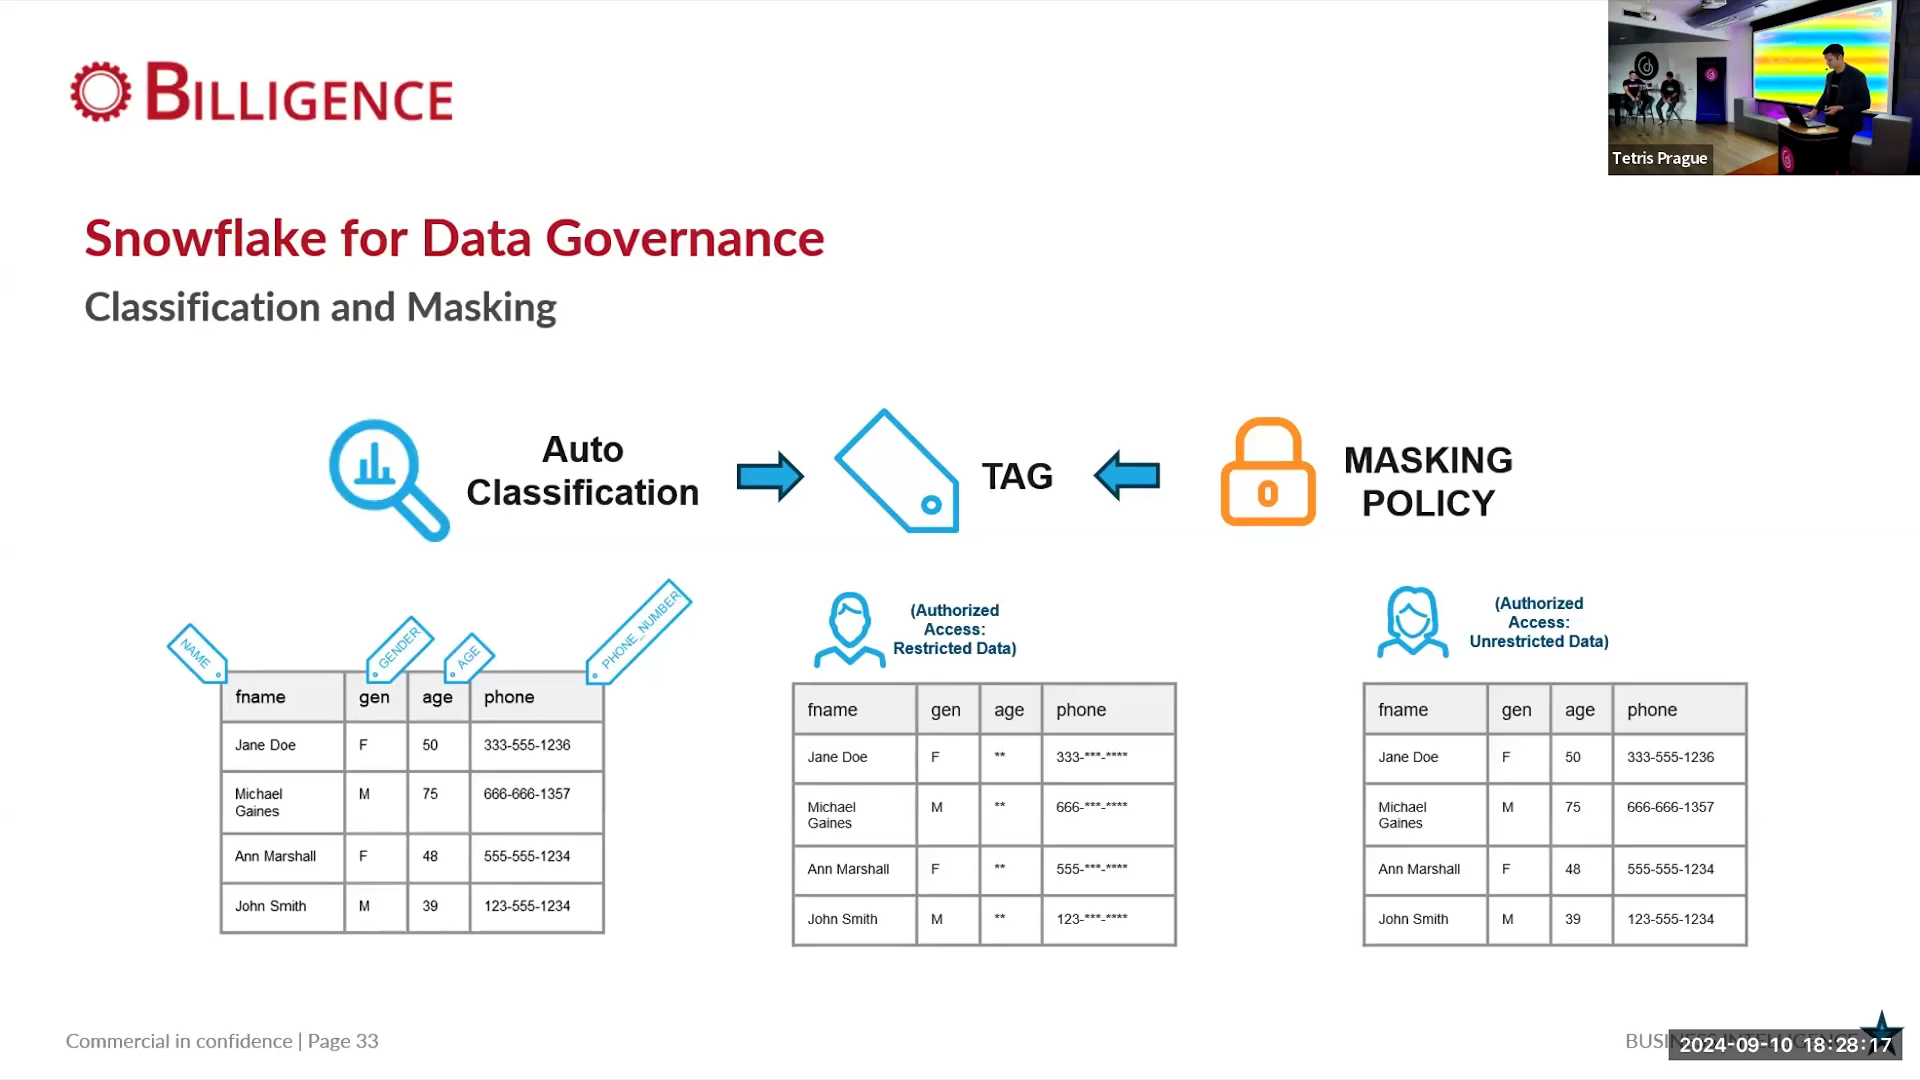 BILLIGENCE
Tetris Prague
Snowflake for Data Governance
Classification and Masking
Auto
Classification
TAG
MASKING
POLICY
NAME
GENDER
AGE
PHONE_NUMBER
fname gen age phone
Jane Doe F 50 333-555-1236
Michael
Gaines M 75 666-666-1357
Ann Marshall F 48 555-555-1234
John Smith M 39 123-555-1234
(Authorized
Access:
Restricted Data)
fname gen age phone
Jane Doe F ** 333-***-****
Michael
Gaines M ** 666-***-****
Ann Marshall F ** 555-***-****
John Smith M ** 123-***-****
(Authorized
Access:
Unrestricted Data)
fname gen age phone
Jane Doe F 50 333-555-1236
Michael
Gaines M 75 666-666-1357
Ann Marshall F 48 555-555-1234
John Smith M 39 123-555-1234
Commercial in confidence | Page 33
2024-09-10 18:28:17